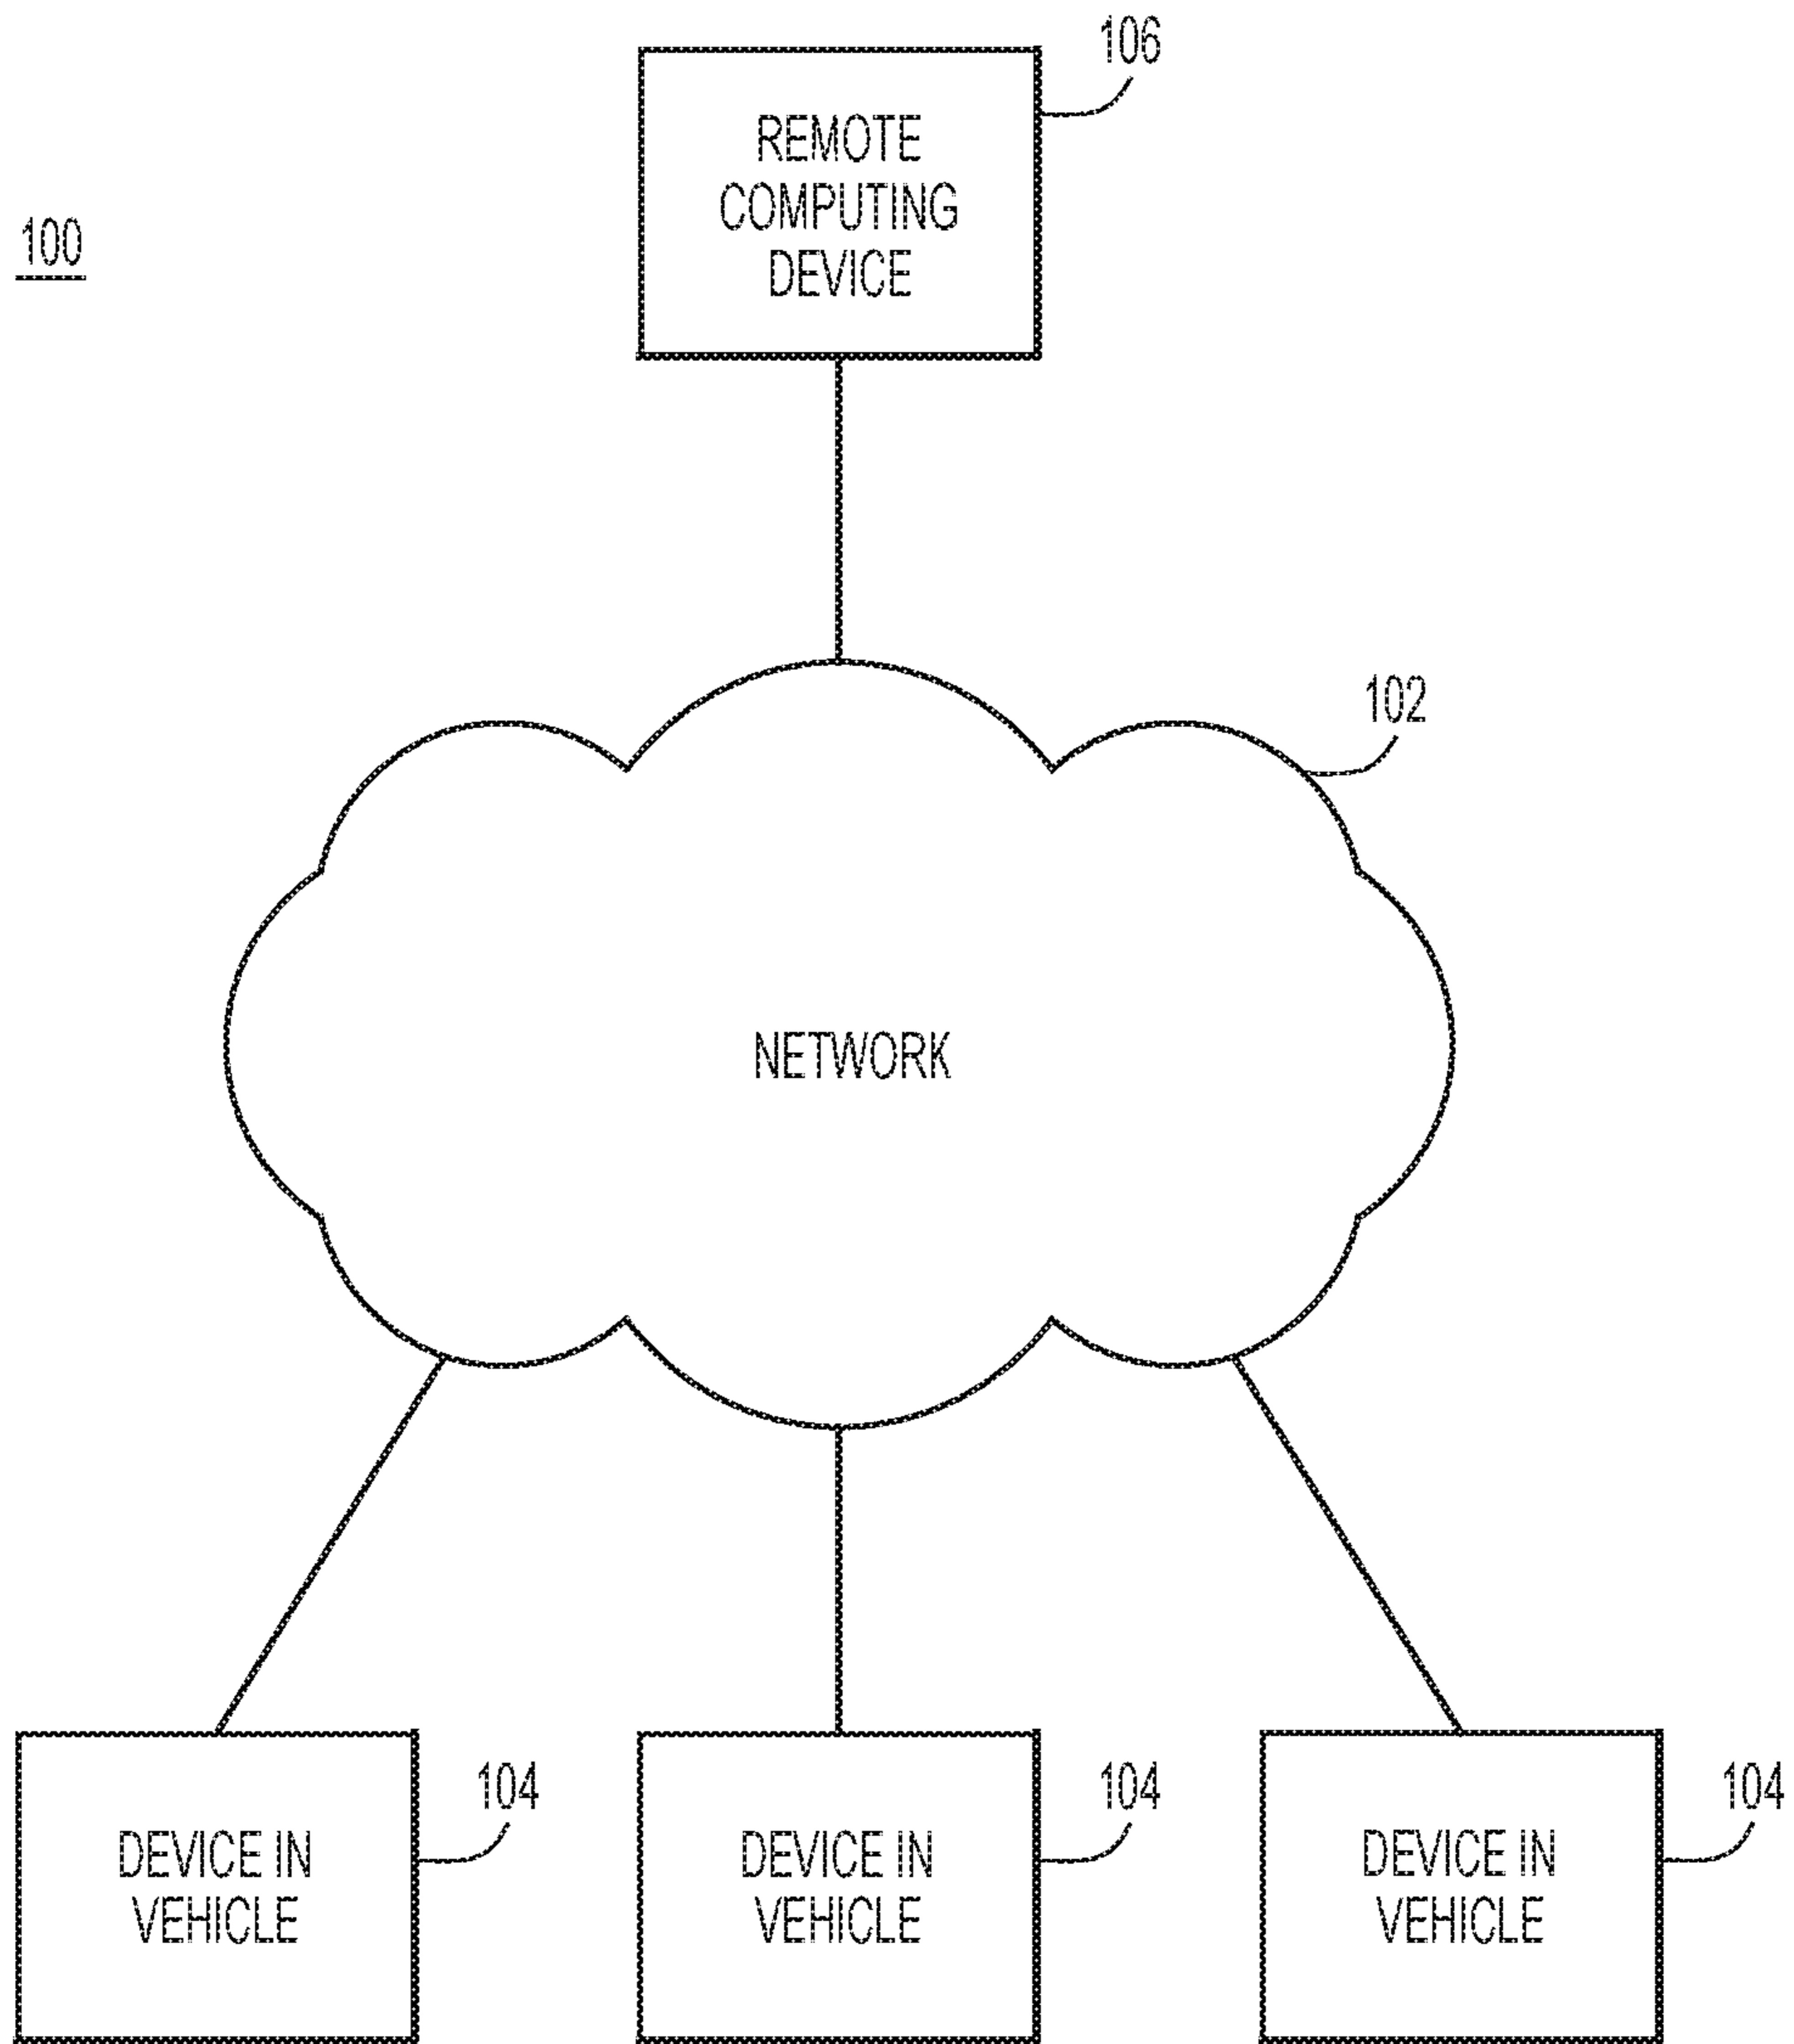 106
REMOTE
COMPUTING
DEVICE
100
102
NETWORK
104
104
104
DEVICE IN
VEHICLE
DEVICE IN
VEHICLE
DEVICE IN
VEHICLE